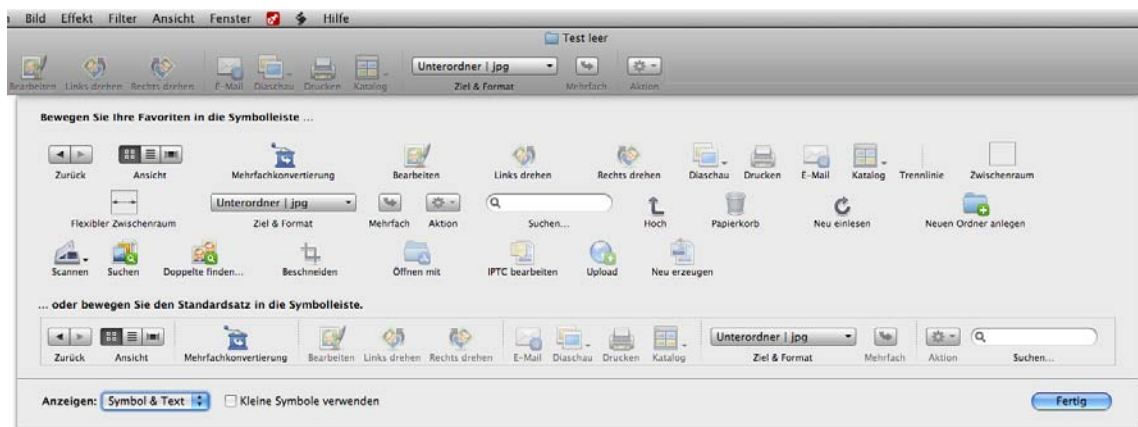 Bild Effekt Filter Ansicht Fenster Hilfe
Test leer
Unterordner | jpg
Bearbeiten Links drehen Rechts drehen E-Mail Diaschau Drucken Katalog Ziel & Format Mehrfach Aktion
Bewegen Sie Ihre Favoriten in die Symbolleiste ...
Zurück Ansicht Mehrfachkonvertierung Bearbeiten Links drehen Rechts drehen Diaschau Drucken E-Mail Katalog Trennlinie Zwischenraum
Unterordner | jpg
Flexibler Zwischenraum Ziel & Format Mehrfach Aktion Suchen... Hoch Papierkorb Neu einlesen Neuen Ordner anlegen
Scannen Suchen Doppelte finden... Beschneiden Öffnen mit IPTC bearbeiten Upload Neu erzeugen
... oder bewegen Sie den Standardsatz in die Symbolleiste.
Unterordner | jpg
Zurück Ansicht Mehrfachkonvertierung Bearbeiten Links drehen Rechts drehen E-Mail Diaschau Drucken Katalog Ziel & Format Mehrfach Aktion Suchen...
Anzeigen: Symbol & Text Kleine Symbole verwenden Fertig